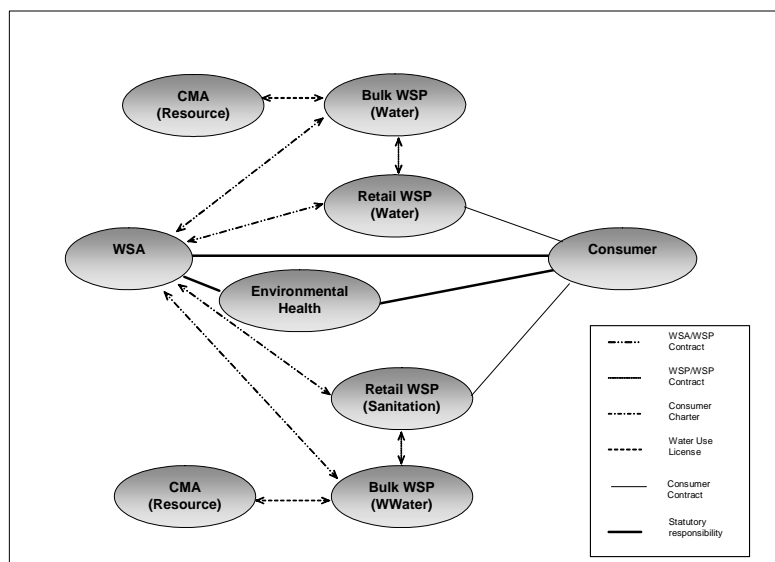 CMA
(Resource)
Bulk WSP
(Water)
Retail WSP
(Water)
WSA
Consumer
Environmental
Health
Retail WSP
(Sanitation)
CMA
(Resource)
Bulk WSP
(WWater)
WSA/WSP
Contract
WSP/WSP
Contract
Consumer
Charter
Water Use
License
Consumer
Contract
Statutory
responsibility